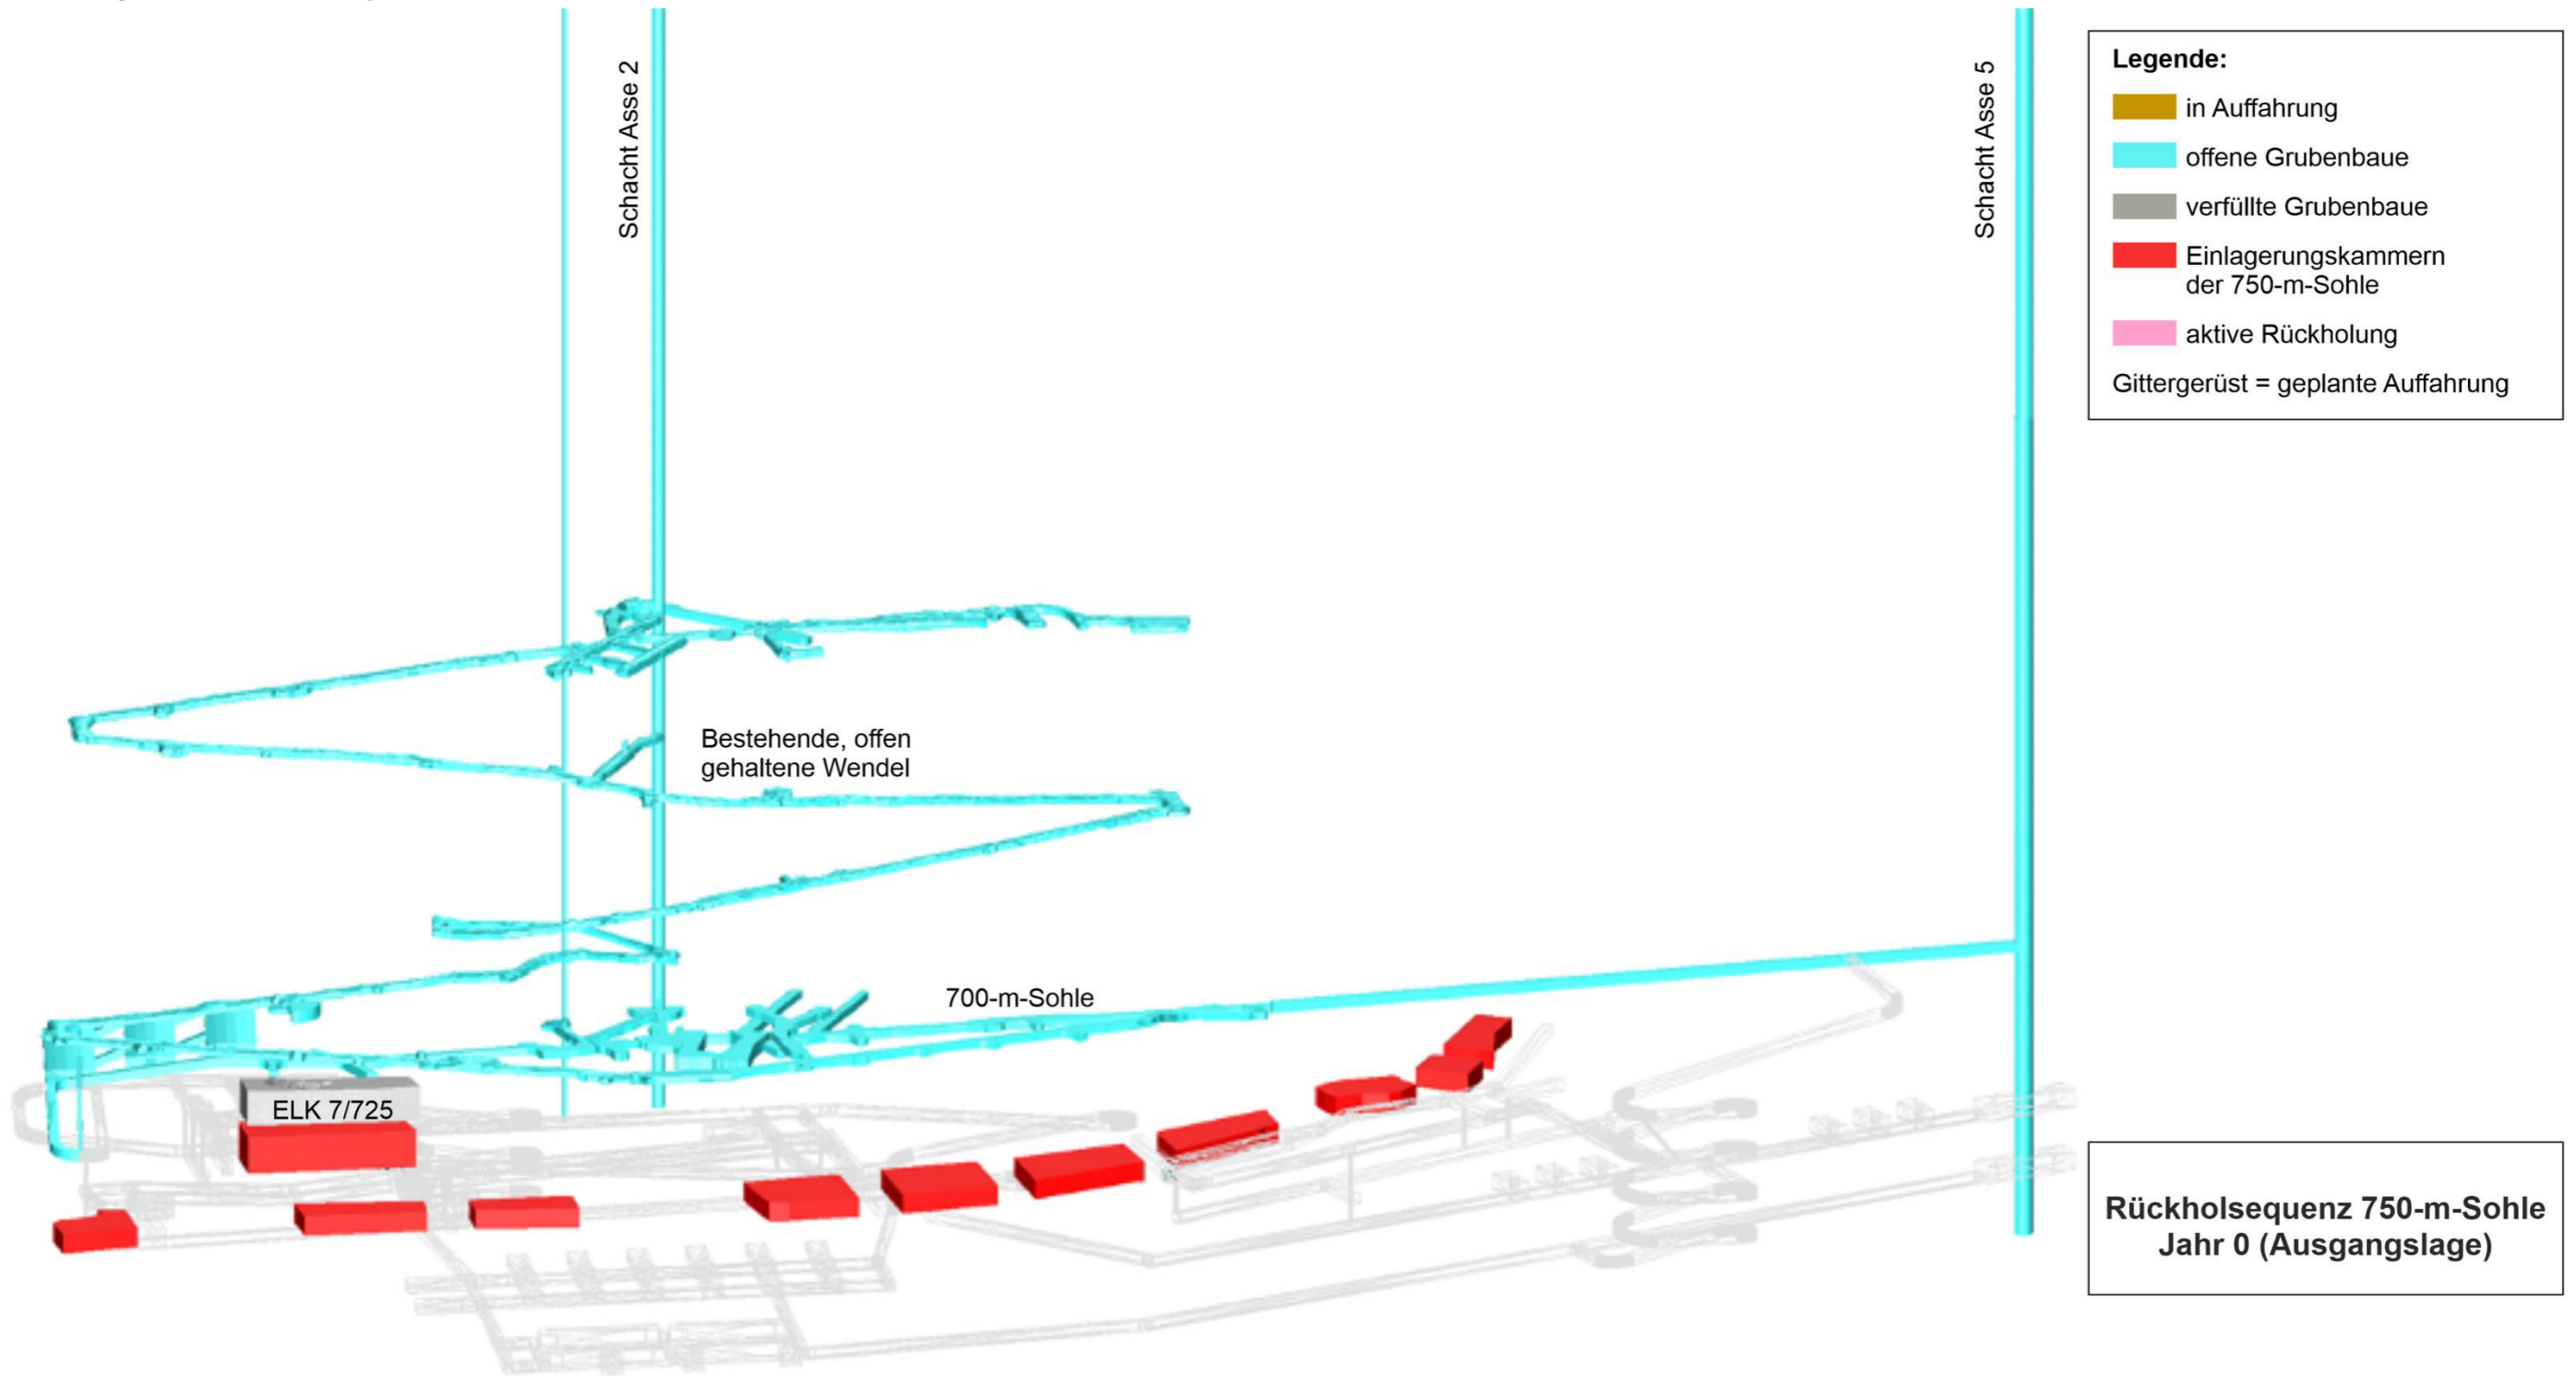 Schacht Asse 2
Schacht Asse 5
Legende:
in Auffahrung
offene Grubenbaue
verfüllte Grubenbaue
Einlagerungskammern
der 750-m-Sohle
aktive Rückholung
Gittergerüst = geplante Auffahrung
Bestehende, offen
gehaltene Wendel
700-m-Sohle
ELK 7/725
Rückholsequenz 750-m-Sohle
Jahr 0 (Ausgangslage)